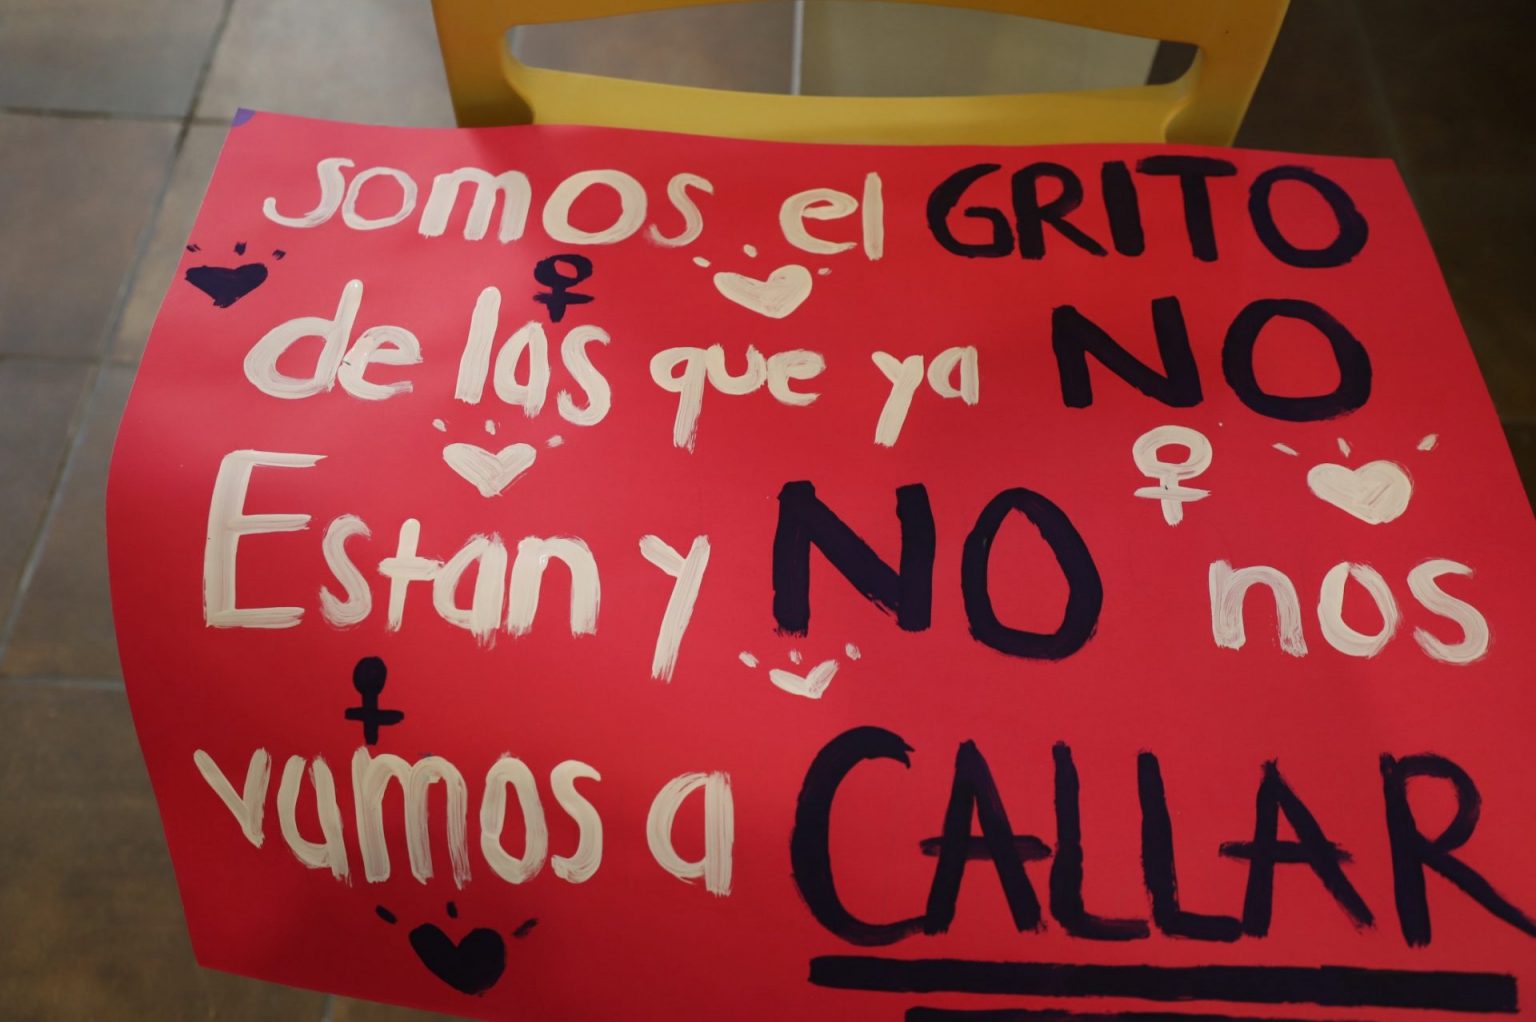 somos el GRITO
de las que ya NO
Estan y NO nos
vamos a CALLAR